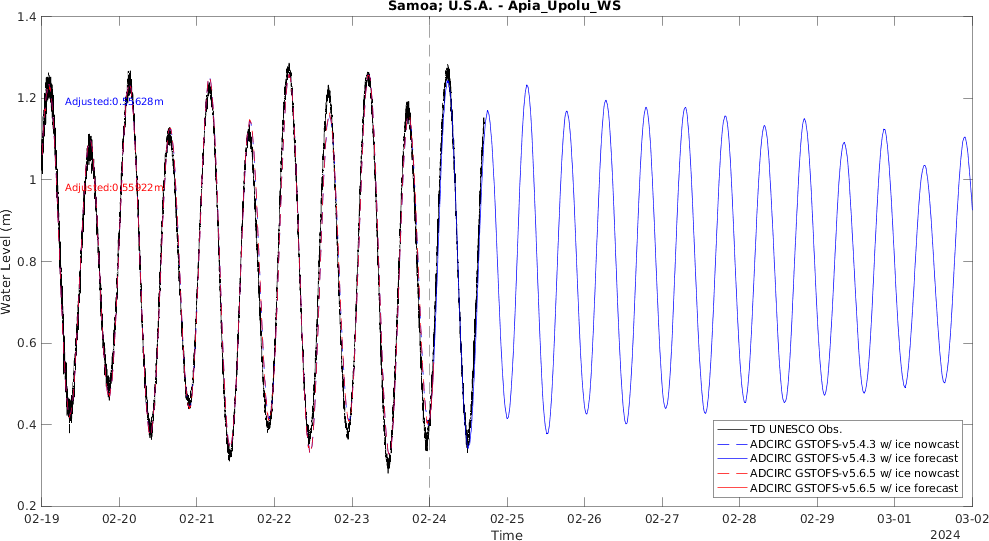 Samoa; U.S.A. - Apia_Upolu_WS
1.4
1.2
1
0.8
0.6
0.4
0.2
Water Level (m)
Adjusted:0.55628m
Adjusted:0.55022m
TD UNESCO Obs.
ADCIRC GSTOFS-v5.4.3 w/ ice nowcast
ADCIRC GSTOFS-v5.4.3 w/ ice forecast
ADCIRC GSTOFS-v5.6.5 w/ ice nowcast
ADCIRC GSTOFS-v5.6.5 w/ ice forecast
02-19 02-20 02-21 02-22 02-23 02-24 02-25 02-26 02-27 02-28 02-29 03-01 03-02
Time
2024